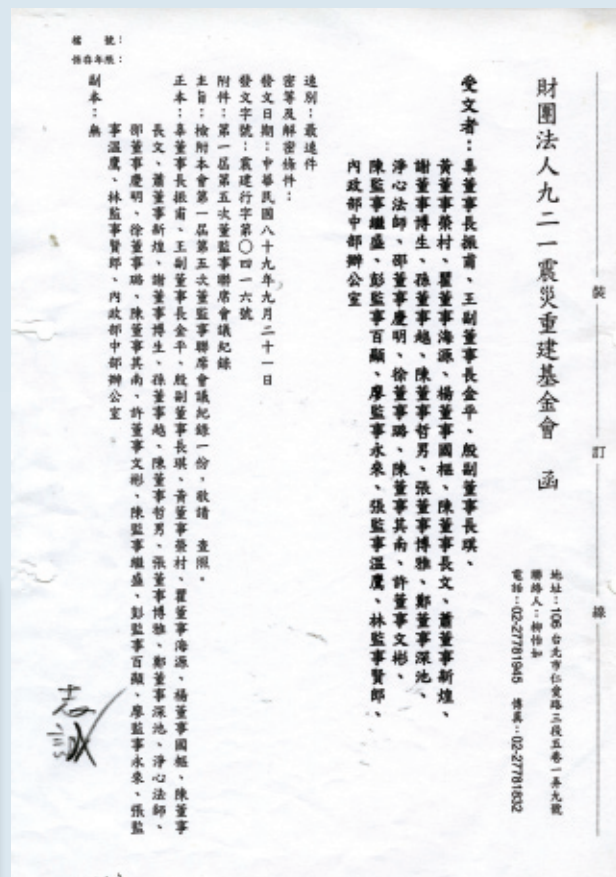 裝
訂
線
財團法人九二一震災重建基金會　函
地址：106 台北市仁愛路三段五巷一弄九號
聯絡人：柳怡如
電話：02-27781945　傳真：02-27781832
受文者：辜董事長振甫、王副董事長金平、殷副董事長琪、
黃董事榮村、瞿董事海源、楊董事國樞、陳董事長文、蕭董事新煌、
謝董事博生、孫董事越、陳董事哲男、張董事博雅、鄭董事深池、
淨心法師、邵董事慶明、徐董事璐、陳董事其南、許董事文彬、
陳監事繼盛、彭監事百顯、廖監事永來、張監事溫鷹、林監事賢郎、
內政部中部辦公室
速別：最速件
密等及解密條件：
發文日期：中華民國八十九年九月二十一日
發文字號：震建行字第〇四一六號
附件：第一屆第五次董監事聯席會議紀錄
主旨：檢附本會第一屆第五次董監事聯席會議紀錄一份，敬請　查照。
正本：辜董事長振甫、王副董事長金平、殷副董事長琪、黃董事榮村、瞿董事海源、楊董事國樞、陳董事
長文、蕭董事新煌、謝董事博生、孫董事越、陳董事哲男、張董事博雅、鄭董事深池、淨心法師、
邵董事慶明、徐董事璐、陳董事其南、許董事文彬、陳監事繼盛、彭監事百顯、廖監事永來、張監
事溫鷹、林監事賢郎、內政部中部辦公室
副本：無
檔　號：
保存年限：